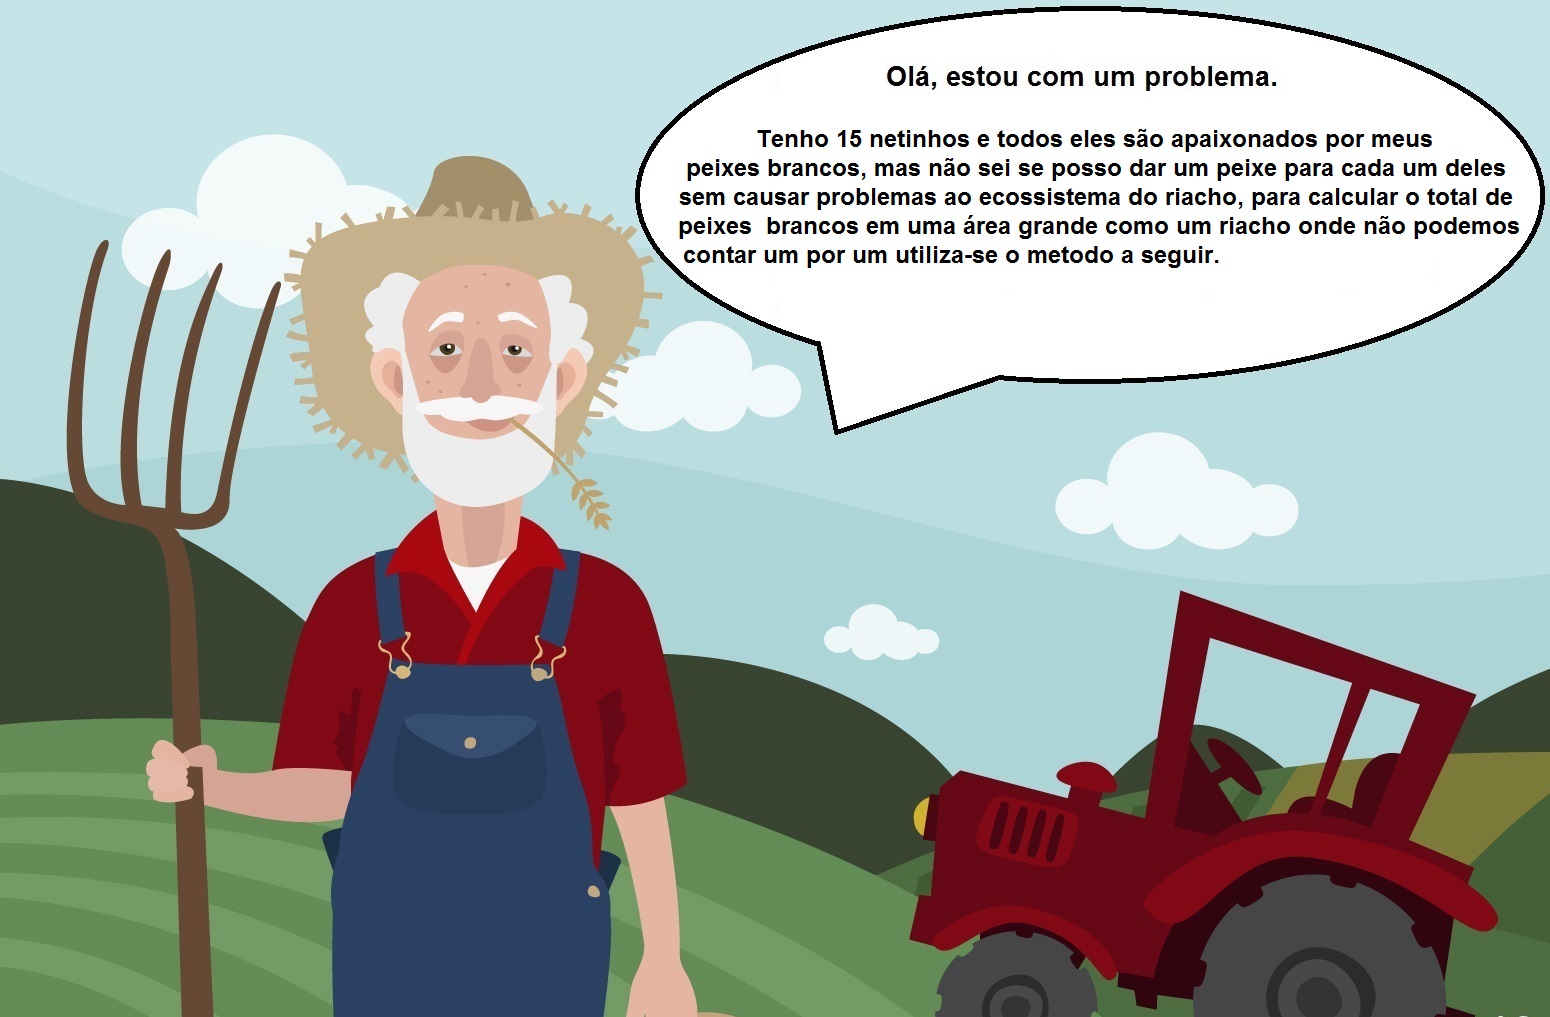 Olá, estou com um problema.
Tenho 15 netinhos e todos eles são apaixonados por meus
peixes brancos, mas não sei se posso dar um peixe para cada um deles
sem causar problemas ao ecossistema do riacho, para calcular o total de
peixes  brancos em uma área grande como um riacho onde não podemos
contar um por um utiliza-se o metodo a seguir.